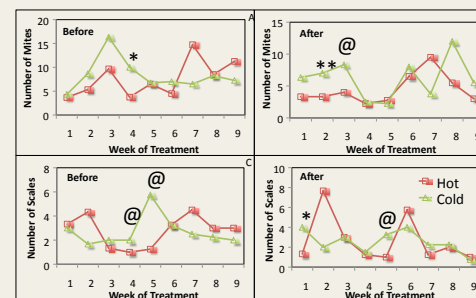 A
Before
*
Number of Mites
20
15
10
5
0
1 2 3 4 5 6 7 8 9
Week of Treatment
After
**
@
Number of Mites
15
10
5
0
1 2 3 4 5 6 7 8 9
Week of Treatment
C
Before
@
@
Number of Scales
8
6
4
2
0
1 2 3 4 5 6 7 8 9
Week of Treatment
After
*
@
Hot
Cold
Number of Scales
10
8
6
4
2
0
1 2 3 4 5 6 7 8 9
Week of Treatment